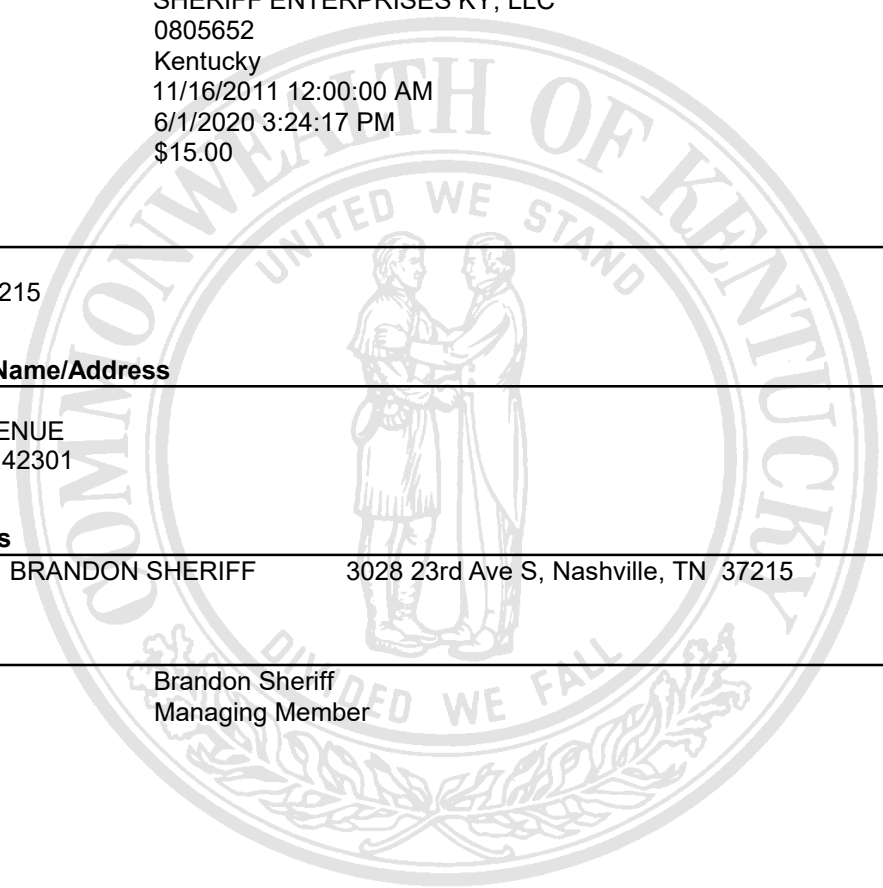 SHERIFF ENTERPRISES KY, LLC
0805652
Kentucky
11/16/2011 12:00:00 AM
6/1/2020 3:24:17 PM
$15.00
215
Name/Address
ENUE
42301
s
BRANDON SHERIFF 3028 23rd Ave S, Nashville, TN 37215
Brandon Sheriff
Managing Member
COMMONWEALTH OF KENTUCKY
UNITED WE STAND
DIVIDED WE FALL